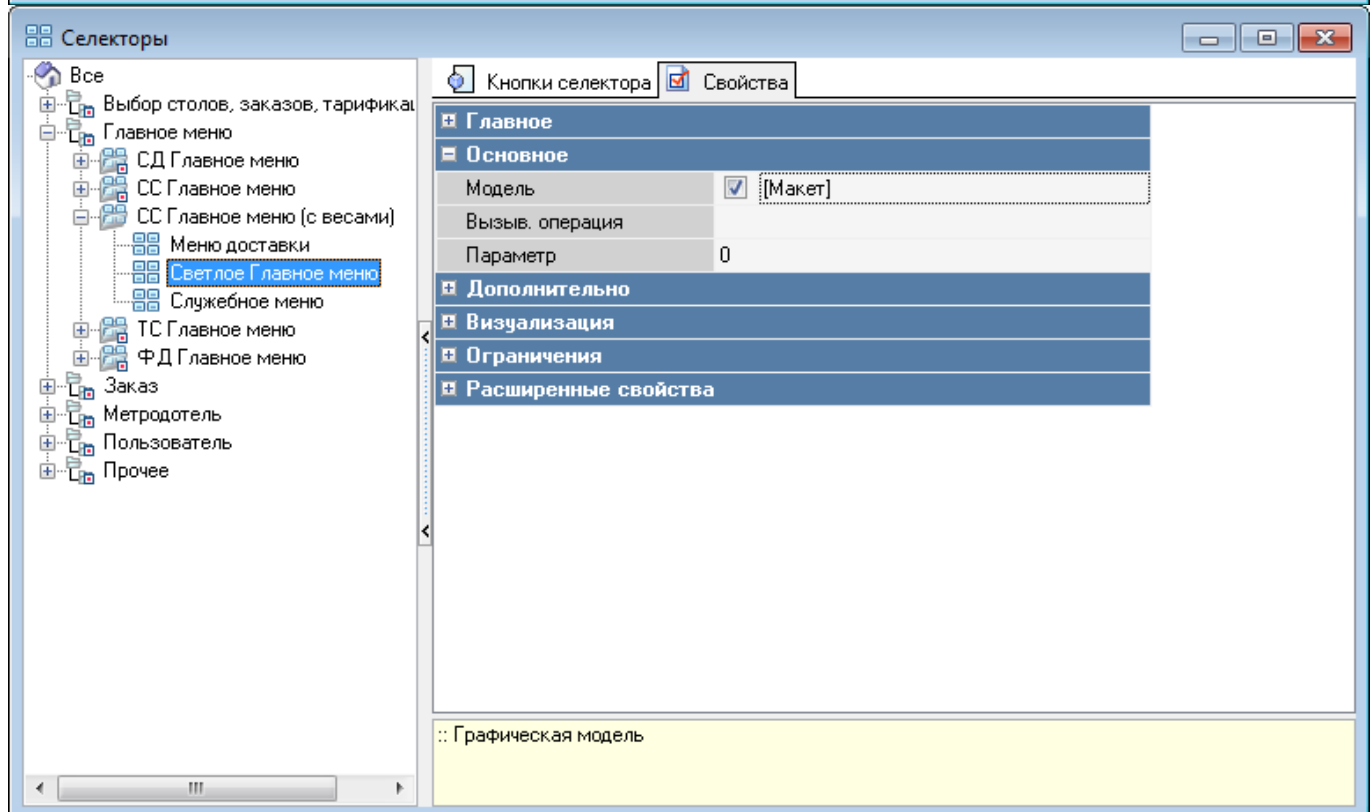 Селекторы
Все
Выбор столов, заказов, тарификац
Главное меню
СД Главное меню
СС Главное меню
СС Главное меню (с весами)
Меню доставки
Светлое Главное меню
Служебное меню
ТС Главное меню
ФД Главное меню
Заказ
Метродотель
Пользователь
Прочее
Кнопки селектора
Свойства
Главное
Основное
Модель [Макет]
Вызыв. операция
Параметр 0
Дополнительно
Визуализация
Ограничения
Расширенные свойства
:: Графическая модель